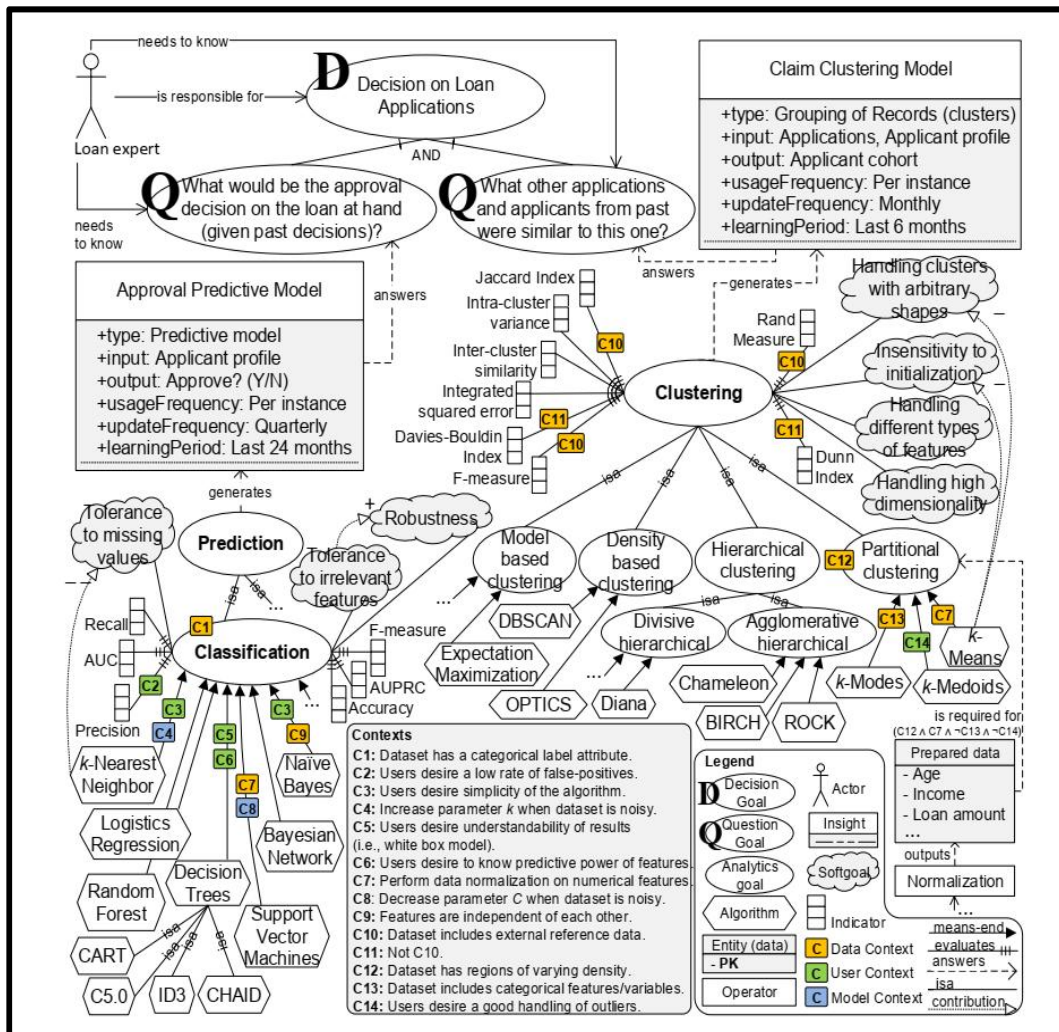 needs to know
D
Decision on Loan
Applications
is responsible for
Loan expert
AND
Q
What would be the approval
decision on the loan at hand
(given past decisions)?
Q
What other applications
and applicants from past
were similar to this one?
needs
to know
Claim Clustering Model
+type: Grouping of Records (clusters)
+input: Applications, Applicant profile
+output: Applicant cohort
+usageFrequency: Per instance
+updateFrequency: Monthly
+learningPeriod: Last 6 months
answers
answers
generates
Approval Predictive Model
+type: Predictive model
+input: Applicant profile
+output: Approve? (Y/N)
+usageFrequency: Per instance
+updateFrequency: Quarterly
+learningPeriod: Last 24 months
generates
Jaccard Index
Intra-cluster
variance
Inter-cluster
similarity
Integrated
squared error
Davies-Bouldin
Index
F-measure
C10
C11
C10
Clustering
Rand
Measure
C10
C11
Dunn
Index
Handling clusters
with arbitrary
shapes
Insensitivity to
initialization
Handling
different types
of features
Handling high
dimensionality
–
–
isa
isa
isa
isa
Tolerance
to missing
values
–
Prediction
isa
isa
...
+
Robustness
Tolerance
to irrelevant
features
C1
Classification
Recall
AUC
Precision
F-measure
AUPRC
Accuracy
C2
C3
C4
C5
C6
C7
C8
C3
C9
...
k-Nearest
Neighbor
Logistics
Regression
Random
Forest
Decision
Trees
Support
Vector
Machines
Bayesian
Network
Naïve
Bayes
isa
isa
isa
isa
CART
C5.0
ID3
CHAID
Model
based
clustering
Density
based
clustering
Hierarchical
clustering
C12
Partitional
clustering
...
DBSCAN
Expectation
Maximization
OPTICS
isa
isa
Divisive
hierarchical
Agglomerative
hierarchical
...
Diana
Chameleon
BIRCH
ROCK
C13
C14
C7
k-Modes
k-Medoids
k-
Means
is required for
(C12 ∧ C7 ∧ ¬C13 ∧ ¬C14)
Prepared data
- Age
- Income
- Loan amount
...
outputs
Normalization
...
Contexts
C1: Dataset has a categorical label attribute.
C2: Users desire a low rate of false-positives.
C3: Users desire simplicity of the algorithm.
C4: Increase parameter k when dataset is noisy.
C5: Users desire understandability of results
(i.e., white box model).
C6: Users desire to know predictive power of features.
C7: Perform data normalization on numerical features.
C8: Decrease parameter C when dataset is noisy.
C9: Features are independent of each other.
C10: Dataset includes external reference data.
C11: Not C10.
C12: Dataset has regions of varying density.
C13: Dataset includes categorical features/variables.
C14: Users desire a good handling of outliers.
Legend
D
Decision
Goal
Q
Question
Goal
Analytics
goal
Algorithm
Entity (data)
- PK
Operator
Actor
Insight
Softgoal
Indicator
C Data Context
C User Context
C Model Context
means-end
evaluates
answers
isa
contribution